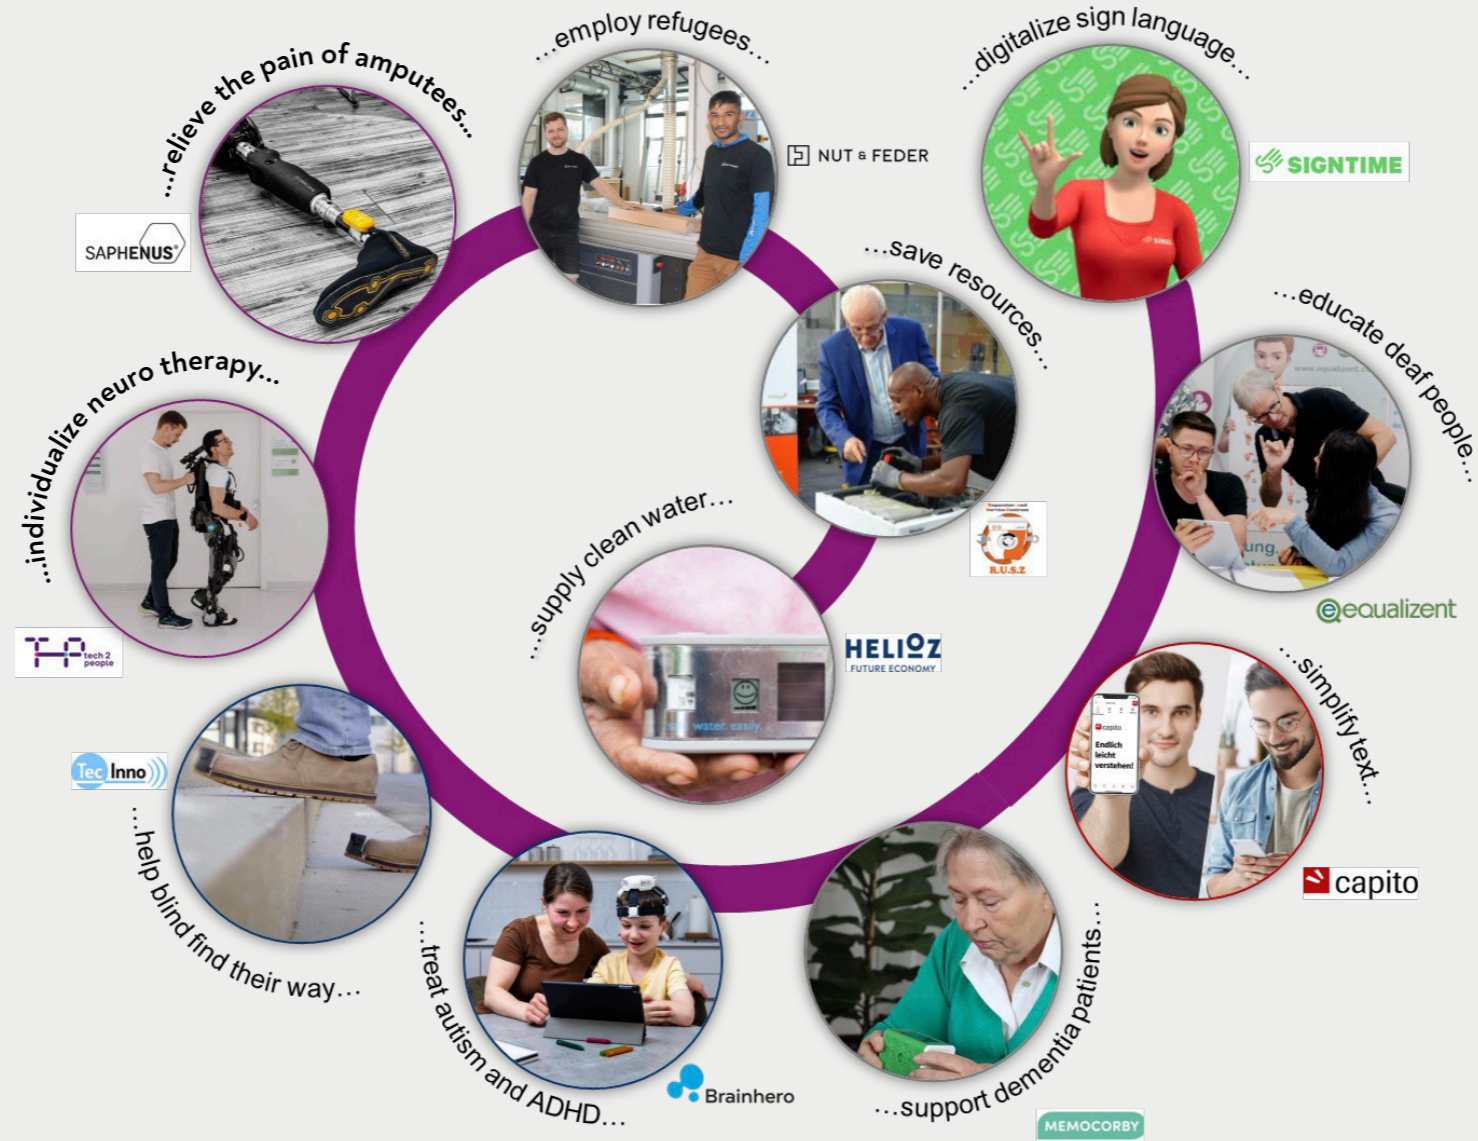 ...relieve the pain of amputees...
SAPHENUS®
...employ refugees...
NUT & FEDER
...digitalize sign language...
SIGNTIME
...save resources...
R.U.S.Z
...educate deaf people...
www.equalizent.c
ung.
equalizent
...individualize neuro therapy...
tech 2
people
...supply clean water...
water. easily.
HELIOZ
FUTURE ECONOMY
...simplify text...
capito
Endlich
leicht
verstehen!
capito
Tec Inno
...help blind find their way...
...treat autism and ADHD...
Brainhero
...support dementia patients...
MEMOCORBY